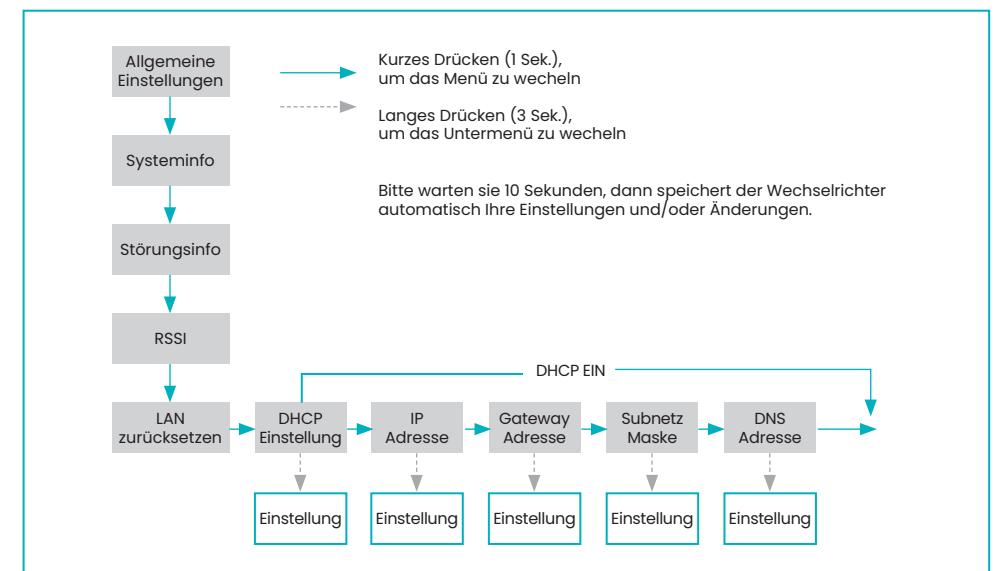 Allgemeine
Einstellungen
Kurzes Drücken (1 Sek.),
um das Menü zu wecheln
Langes Drücken (3 Sek.),
um das Untermenü zu wecheln
Systeminfo
Bitte warten sie 10 Sekunden, dann speichert der Wechselrichter
automatisch Ihre Einstellungen und/oder Änderungen.
Störungsinfo
RSSI
DHCP EIN
LAN
zurücksetzen
DHCP
Einstellung
IP
Adresse
Gateway
Adresse
Subnetz
Maske
DNS
Adresse
Einstellung
Einstellung
Einstellung
Einstellung
Einstellung